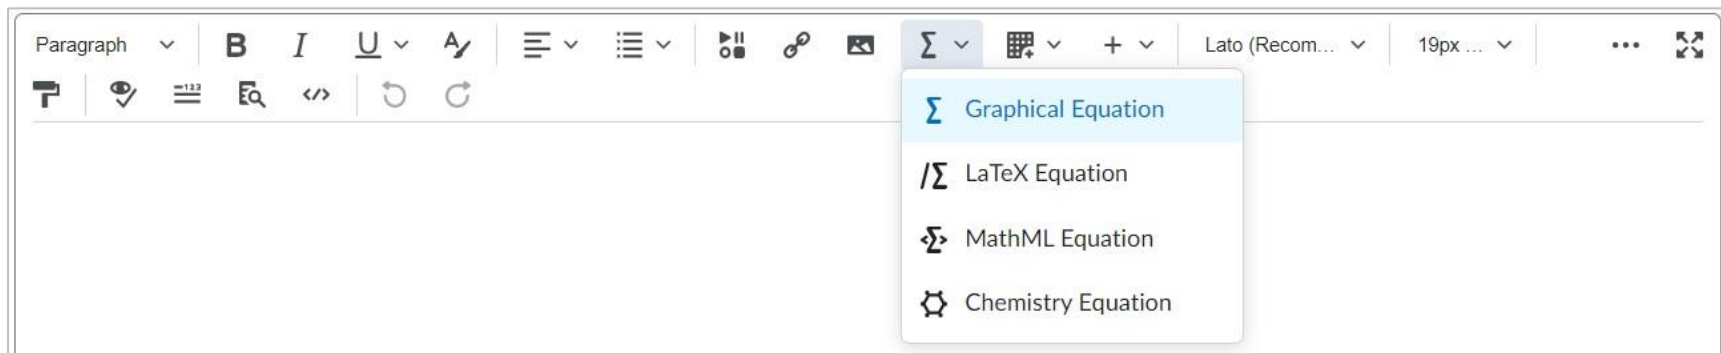 Paragraph B I U A Lato (Recom... 19px ...
Graphical Equation
LaTeX Equation
MathML Equation
Chemistry Equation